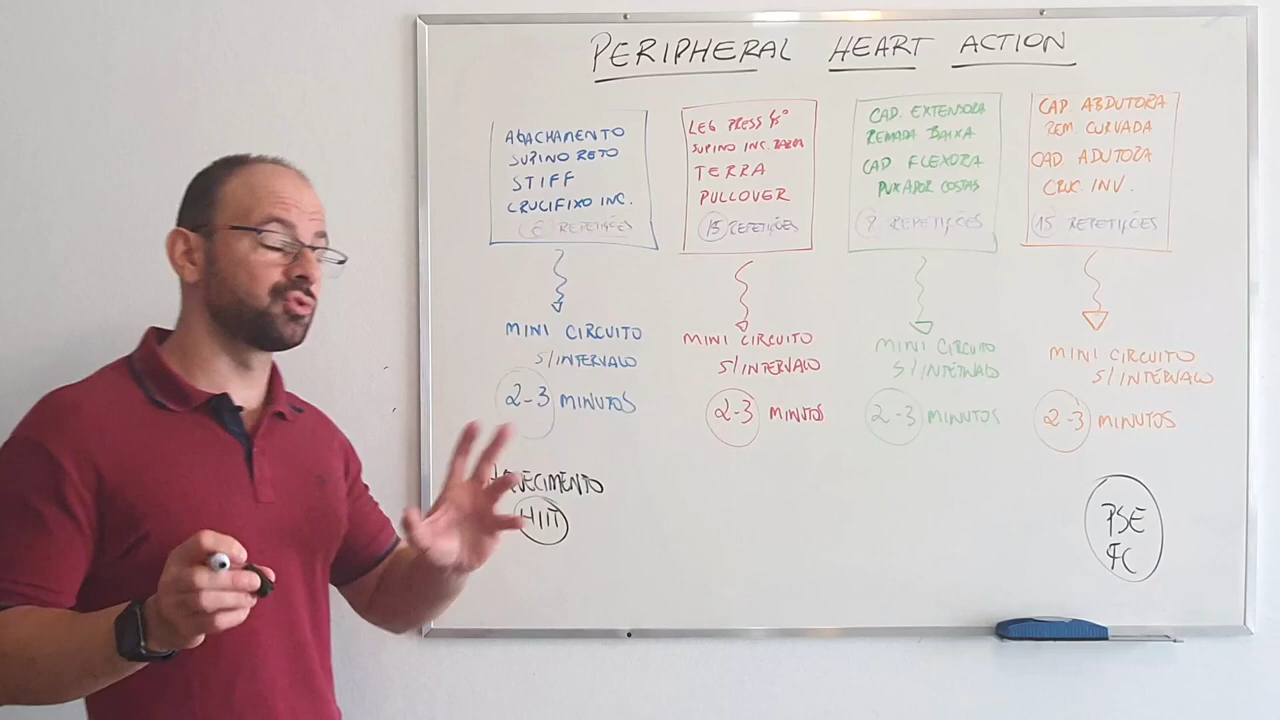 PERIPHERAL HEART ACTION
AGACHAMENTO
SUPINO RETO
STIFF
CRUCIFIXO INC.
6 REPETIÇÕES
MINI CIRCUITO
S/INTERVALO
2-3 MINUTOS
LEG PRESS 45°
SUPINO INC. BARRA
TERRA
PULLOVER
15 REPETIÇÕES
MINI CIRCUITO
S/INTERVALO
2-3 MINUTOS
CAD. EXTENSORA
REMADA BAIXA
CAD FLEXORA
PUXADOR COSTAS
REPETIÇÕES
MINI CIRCUITO
S/INTERVALO
2-3 MINUTOS
CAD. ABDUTORA
REM. CURVADA
CAD. ADUTORA
CRUC. INV.
15 REPETIÇÕES
MINI CIRCUITO
S/INTERVALO
2-3 MINUTOS
HIIT
PSE
FC